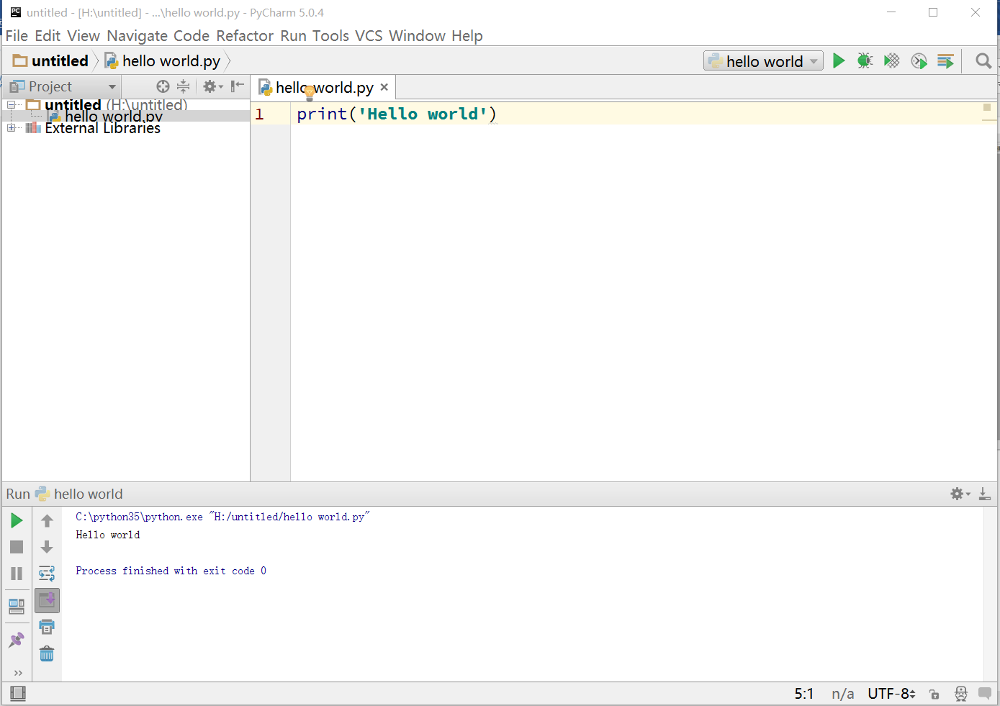 untitled - [H:\untitled] - ...\hello world.py - PyCharm 5.0.4
File Edit View Navigate Code Refactor Run Tools VCS Window Help
untitled hello world.py hello world
Project hello world.py
untitled (H:\untitled)
hello world.py
External Libraries
1 print('Hello world')
Run hello world
C:\python35\python.exe "H:/untitled/hello world.py"
Hello world
Process finished with exit code 0
5:1 n/a UTF-8